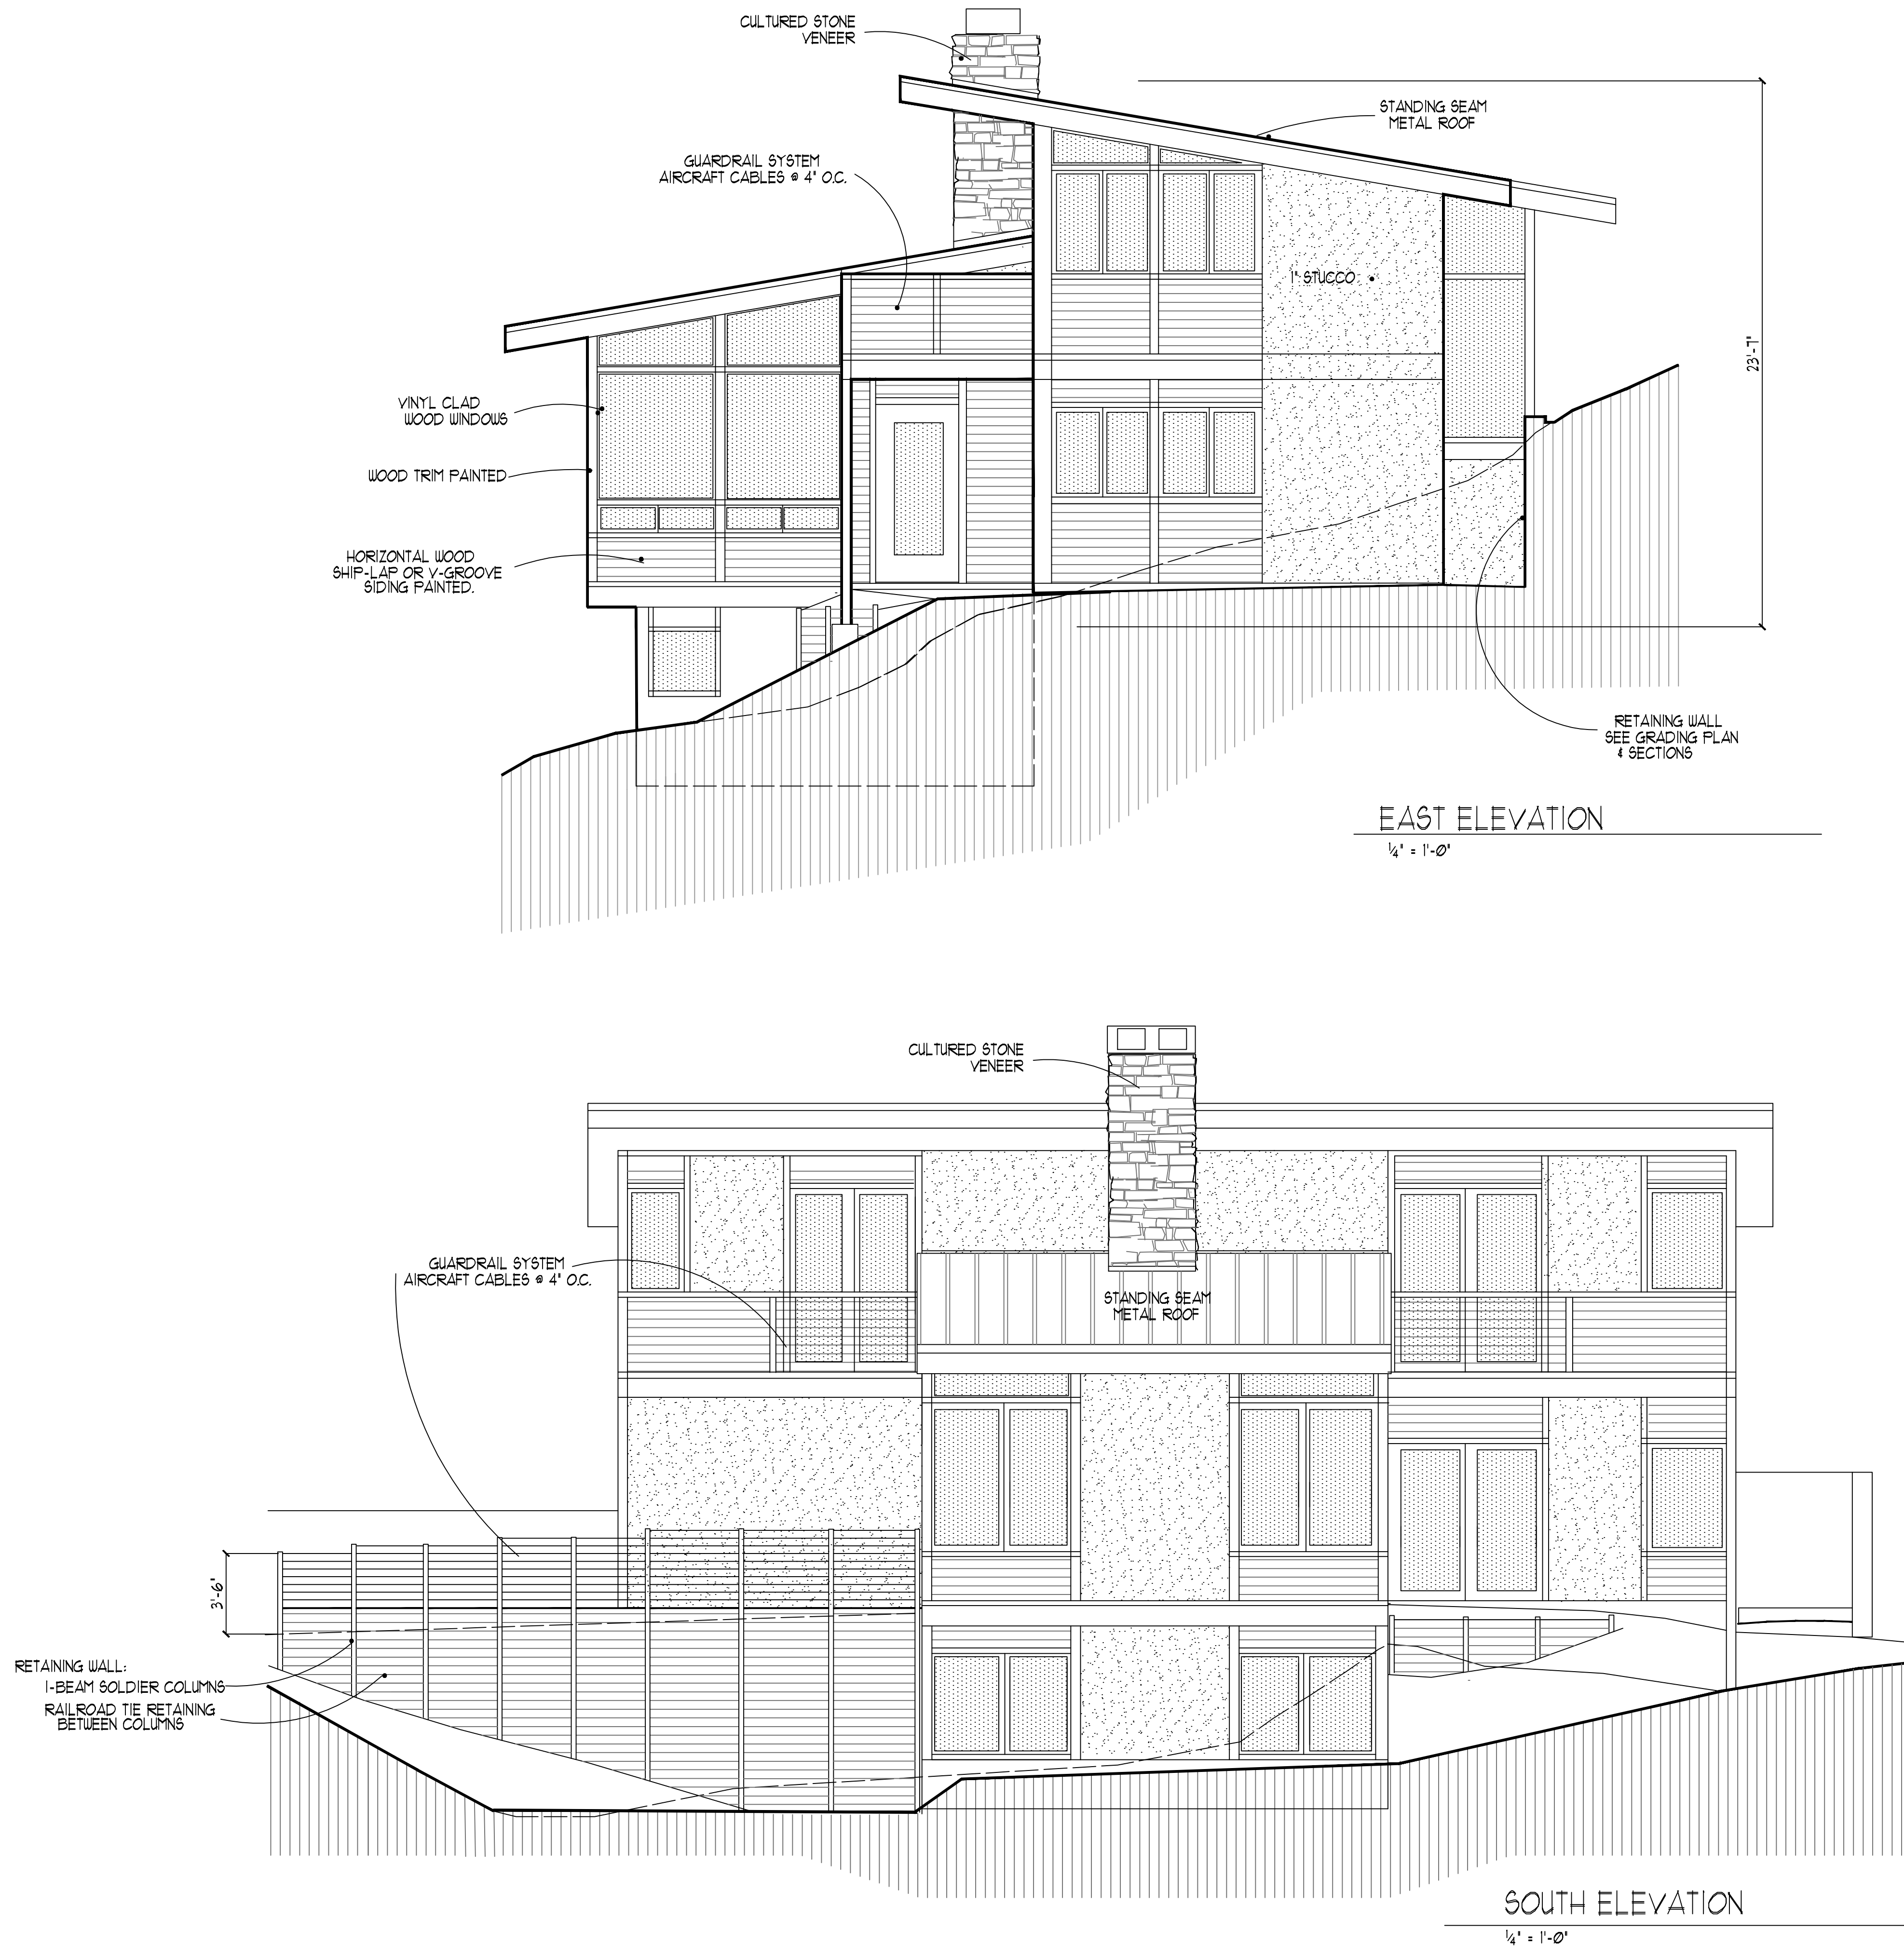 CULTURED STONE
VENEER
STANDING SEAM
METAL ROOF
GUARDRAIL SYSTEM
AIRCRAFT CABLES @ 4" O.C.
1" STUCCO
23'-7"
VINYL CLAD
WOOD WINDOWS
WOOD TRIM PAINTED
HORIZONTAL WOOD
SHIP-LAP OR V-GROOVE
SIDING PAINTED.
RETAINING WALL
SEE GRADING PLAN
& SECTIONS
EAST ELEVATION
1/4" = 1'-0"
CULTURED STONE
VENEER
GUARDRAIL SYSTEM
AIRCRAFT CABLES @ 4" O.C.
STANDING SEAM
METAL ROOF
3'-6"
RETAINING WALL:
I-BEAM SOLDIER COLUMNS
RAILROAD TIE RETAINING
BETWEEN COLUMNS
SOUTH ELEVATION
1/4" = 1'-0"